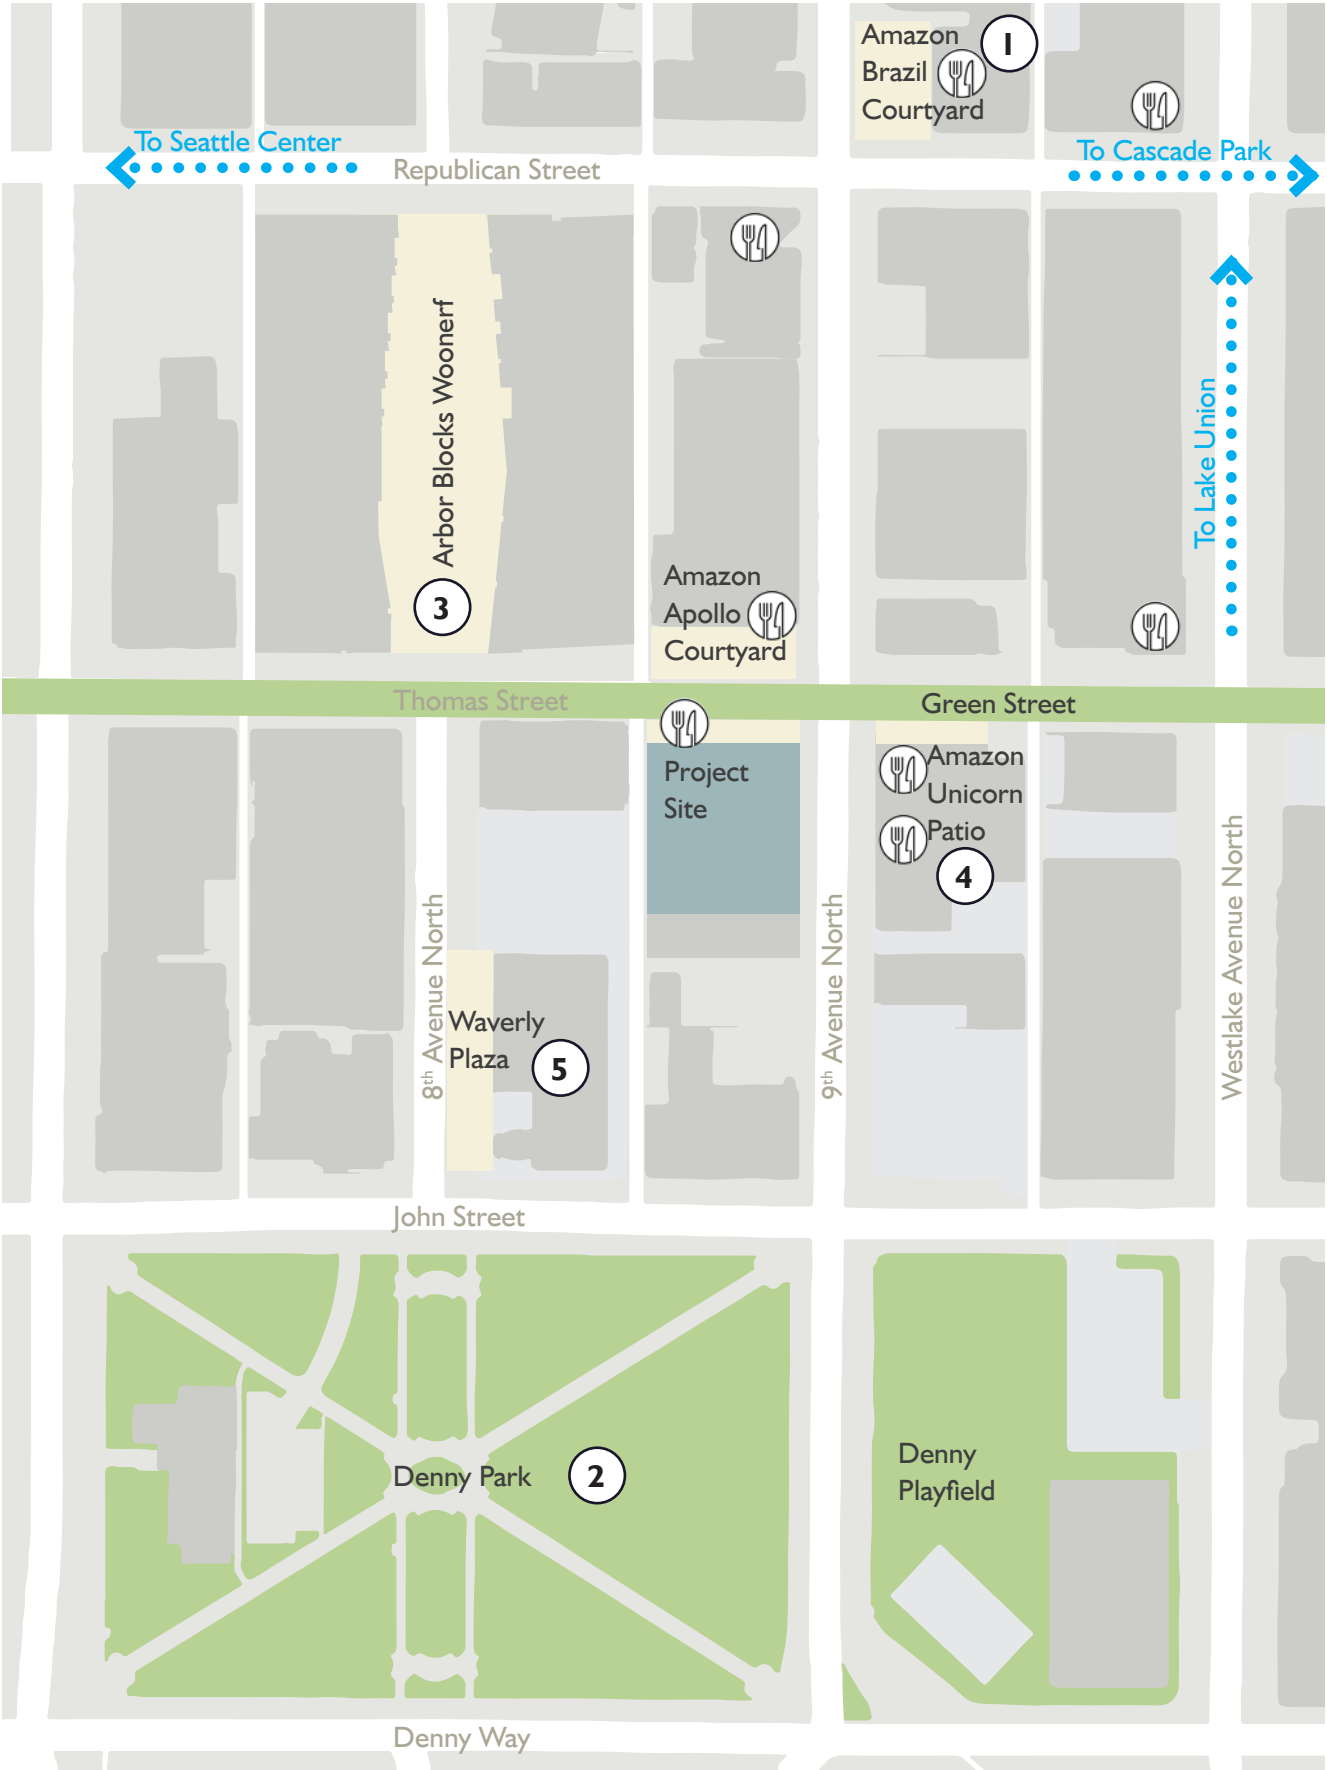 Amazon
Brazil
Courtyard
1
To Seattle Center
Republican Street
To Cascade Park
Arbor Blocks Woonerf
3
To Lake Union
Amazon
Apollo
Courtyard
Thomas Street
Green Street
Project
Site
Amazon
Unicorn
Patio
4
8th Avenue North
9th Avenue North
Westlake Avenue North
Waverly
Plaza
5
John Street
Denny Park
2
Denny
Playfield
Denny Way